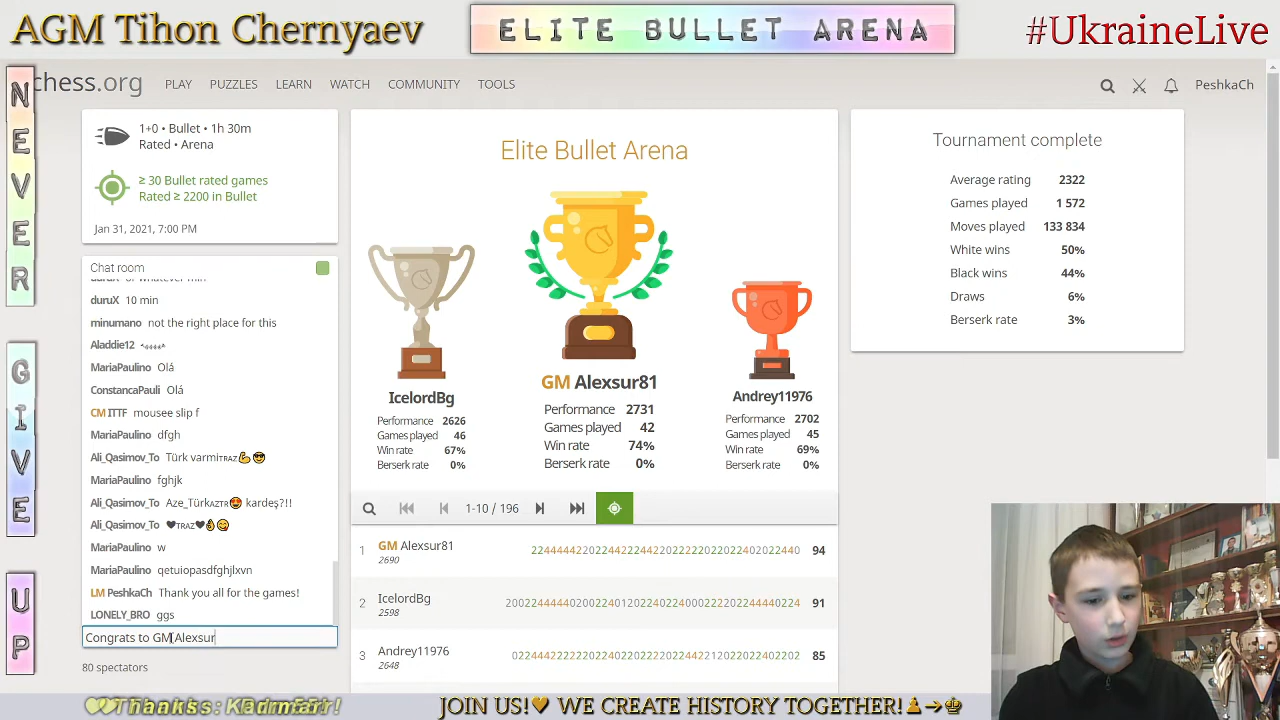 AGM Tihon Chernyaev
ELITE BULLET ARENA
#UkraineLive
NEVER
GIVE
UP
chess.org
PLAY PUZZLES LEARN WATCH COMMUNITY TOOLS
PeshkaCh
1+0 • Bullet • 1h 30m
Rated • Arena
≥ 30 Bullet rated games
Rated ≥ 2200 in Bullet
Jan 31, 2021, 7:00 PM
Chat room
duruX 10 min
minumano not the right place for this
Aladdie12
MariaPaulino Olá
ConstancaPauli Olá
CM ITTF mousee slip f
MariaPaulino dfgh
Ali_Qasimov_To Türk varmiTRAZ💪😎
MariaPaulino fghjk
Ali_Qasimov_To Aze_TürkAZTR😍 kardeş?!!
Ali_Qasimov_To ♥TRAZ♥👌😋
MariaPaulino w
MariaPaulino qetuiopasdfghjlxvn
LM PeshkaCh Thank you all for the games!
LONELY_BRO ggs
Congrats to GM Alexsur
80 spectators
Elite Bullet Arena
IcelordBg
Performance 2626
Games played 46
Win rate 67%
Berserk rate 0%
GM Alexsur81
Performance 2731
Games played 42
Win rate 74%
Berserk rate 0%
Andrey11976
Performance 2702
Games played 45
Win rate 69%
Berserk rate 0%
1-10 / 196
1 GM Alexsur81 94
2690
2 IcelordBg 91
2598
3 Andrey11976 85
2648
Tournament complete
Average rating 2322
Games played 1 572
Moves played 133 834
White wins 50%
Black wins 44%
Draws 6%
Berserk rate 3%
JOIN US!♥ WE CREATE HISTORY TOGETHER!♟→♚